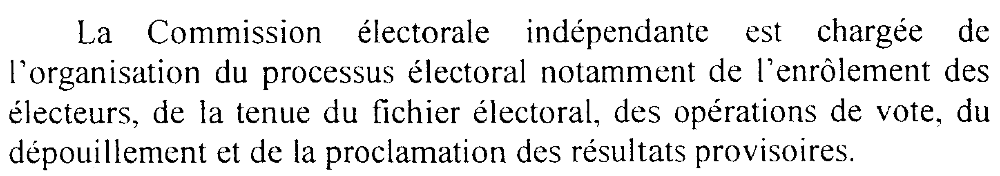 La Commission électorale indépendante est chargée de
l'organisation du processus électoral notamment de l'enrôlement des
électeurs, de la tenue du fichier électoral, des opérations de vote, du
dépouillement et de la proclamation des résultats provisoires.